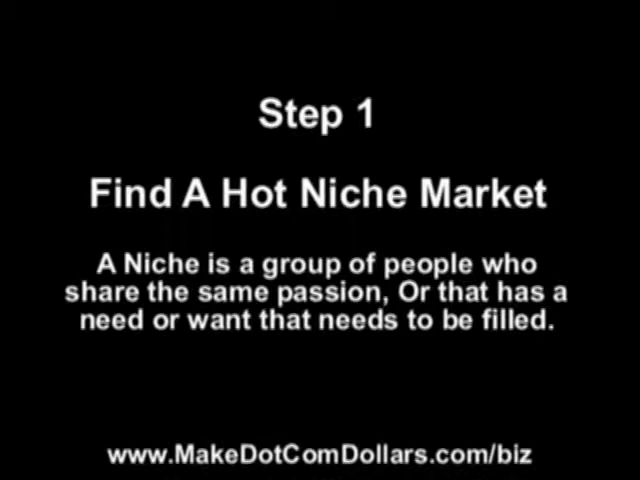 Step 1
Find A Hot Niche Market
A Niche is a group of people who
share the same passion, Or that has a
need or want that needs to be filled.
www.MakeDotComDollars.com/biz